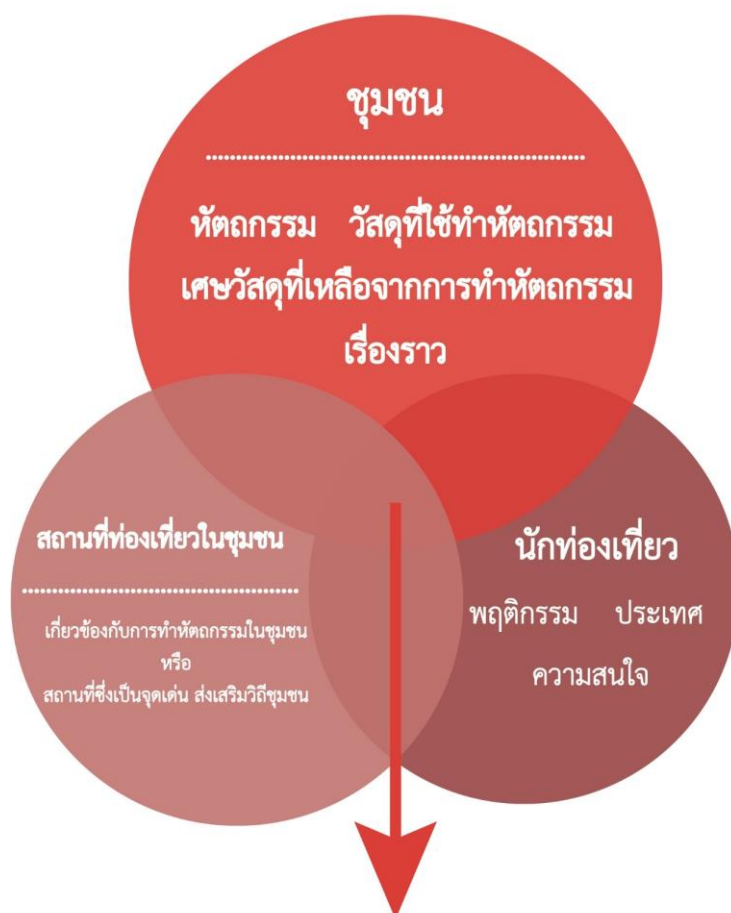 ชุมชน
หัตถกรรม วัสดุที่ใช้ทำหัตถกรรม
เศษวัสดุที่เหลือจากการทำหัตถกรรม
เรื่องราว
สถานที่ท่องเที่ยวในชุมชน
เกี่ยวข้องกับการทำหัตถกรรมในชุมชน
หรือ
สถานที่ซึ่งเป็นจุดเด่น ส่งเสริมวิถีชุมชน
นักท่องเที่ยว
พฤติกรรม ประเทศ
ความสนใจ